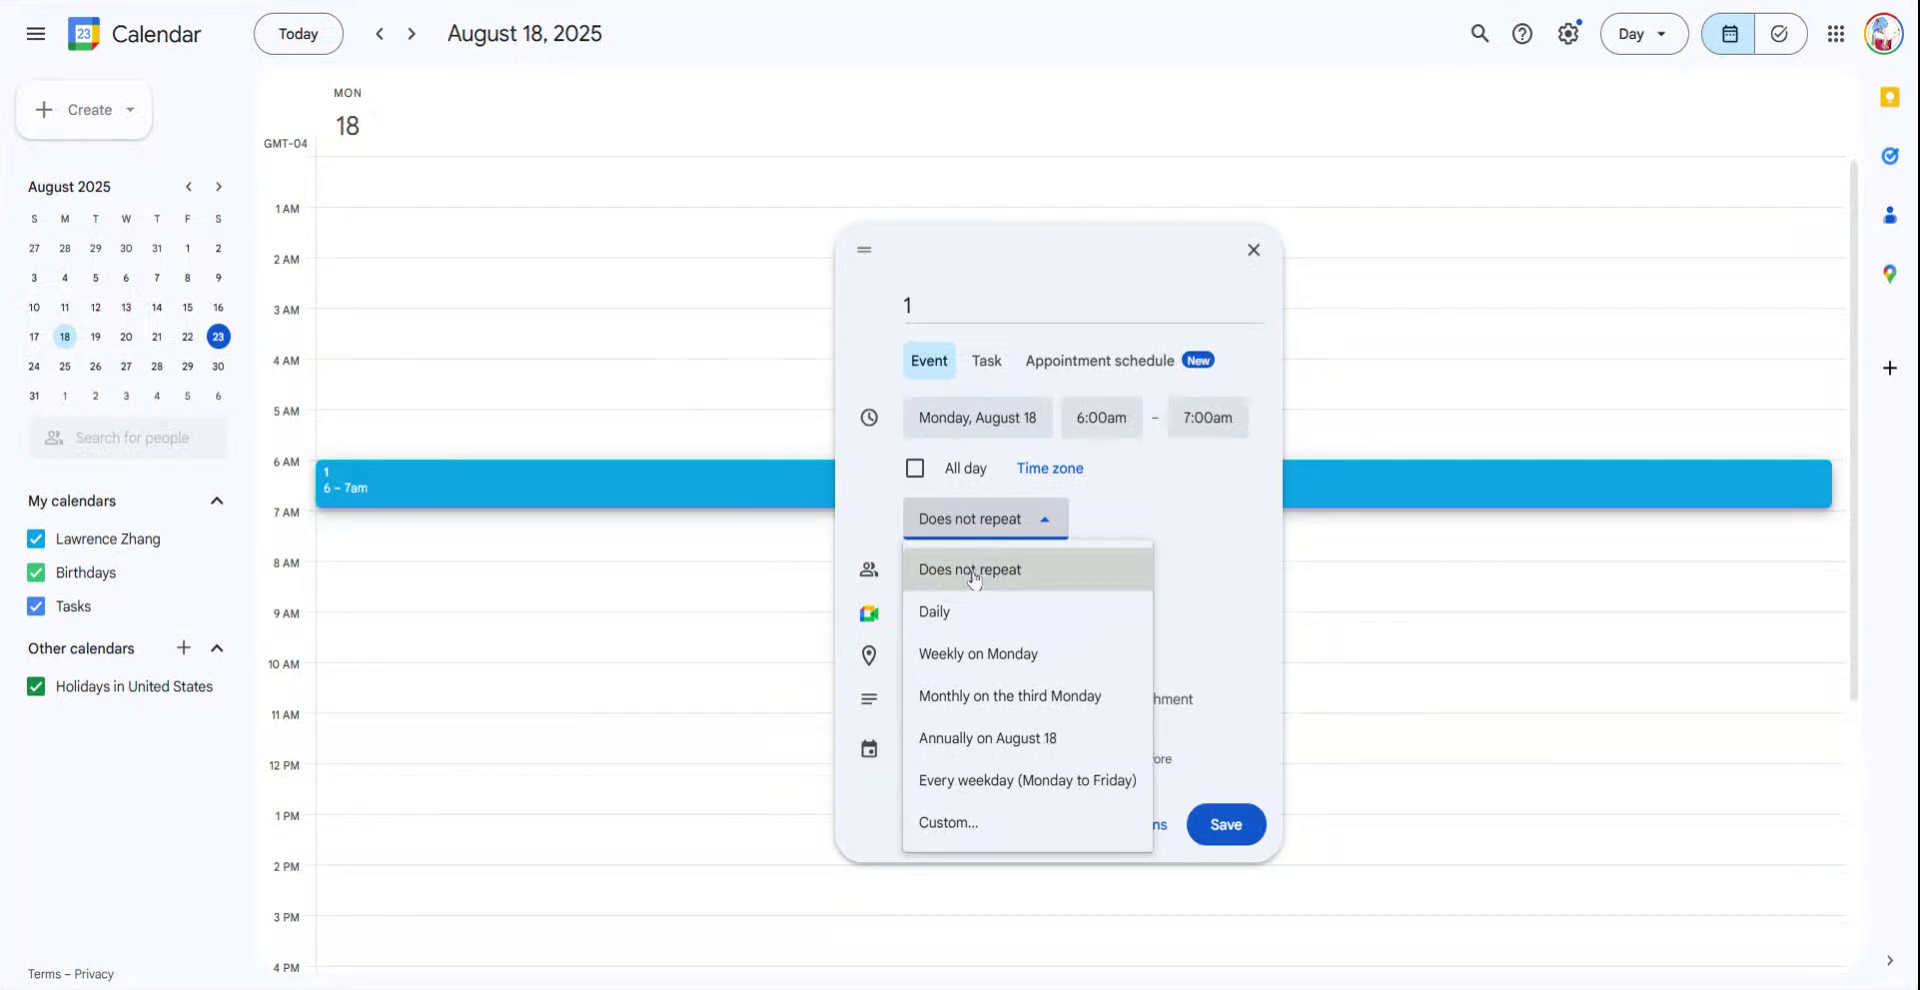 23 Calendar
Today
August 18, 2025
Day
Create
August 2025
S M T W T F S
27 28 29 30 31 1 2
3 4 5 6 7 8 9
10 11 12 13 14 15 16
17 18 19 20 21 22 23
24 25 26 27 28 29 30
31 1 2 3 4 5 6
Search for people
My calendars
Lawrence Zhang
Birthdays
Tasks
Other calendars
Holidays in United States
Terms – Privacy
MON
18
GMT-04
1 AM
2 AM
3 AM
4 AM
5 AM
6 AM
7 AM
8 AM
9 AM
10 AM
11 AM
12 PM
1 PM
2 PM
3 PM
4 PM
1
6 – 7am
1
Event Task Appointment schedule New
Monday, August 18 6:00am – 7:00am
All day Time zone
Does not repeat
Does not repeat
Daily
Weekly on Monday
Monthly on the third Monday
Annually on August 18
Every weekday (Monday to Friday)
Custom...
hment
ore
ns
Save